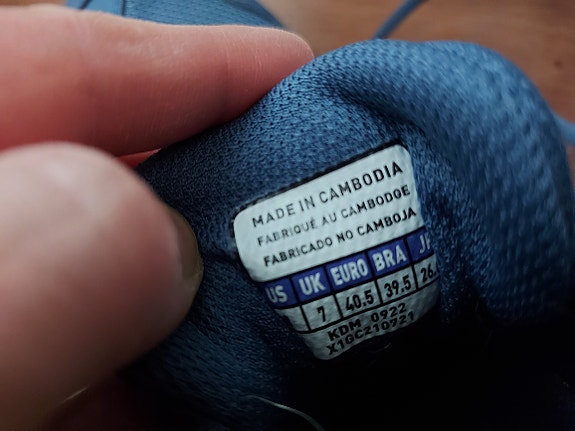 MADE IN CAMBODIA
FABRIQUÉ AU CAMBODGE
FABRICADO NO CAMBOJA
US UK EURO BRA
7 40.5 39.5 26.
KDM 0922
X1GC210721